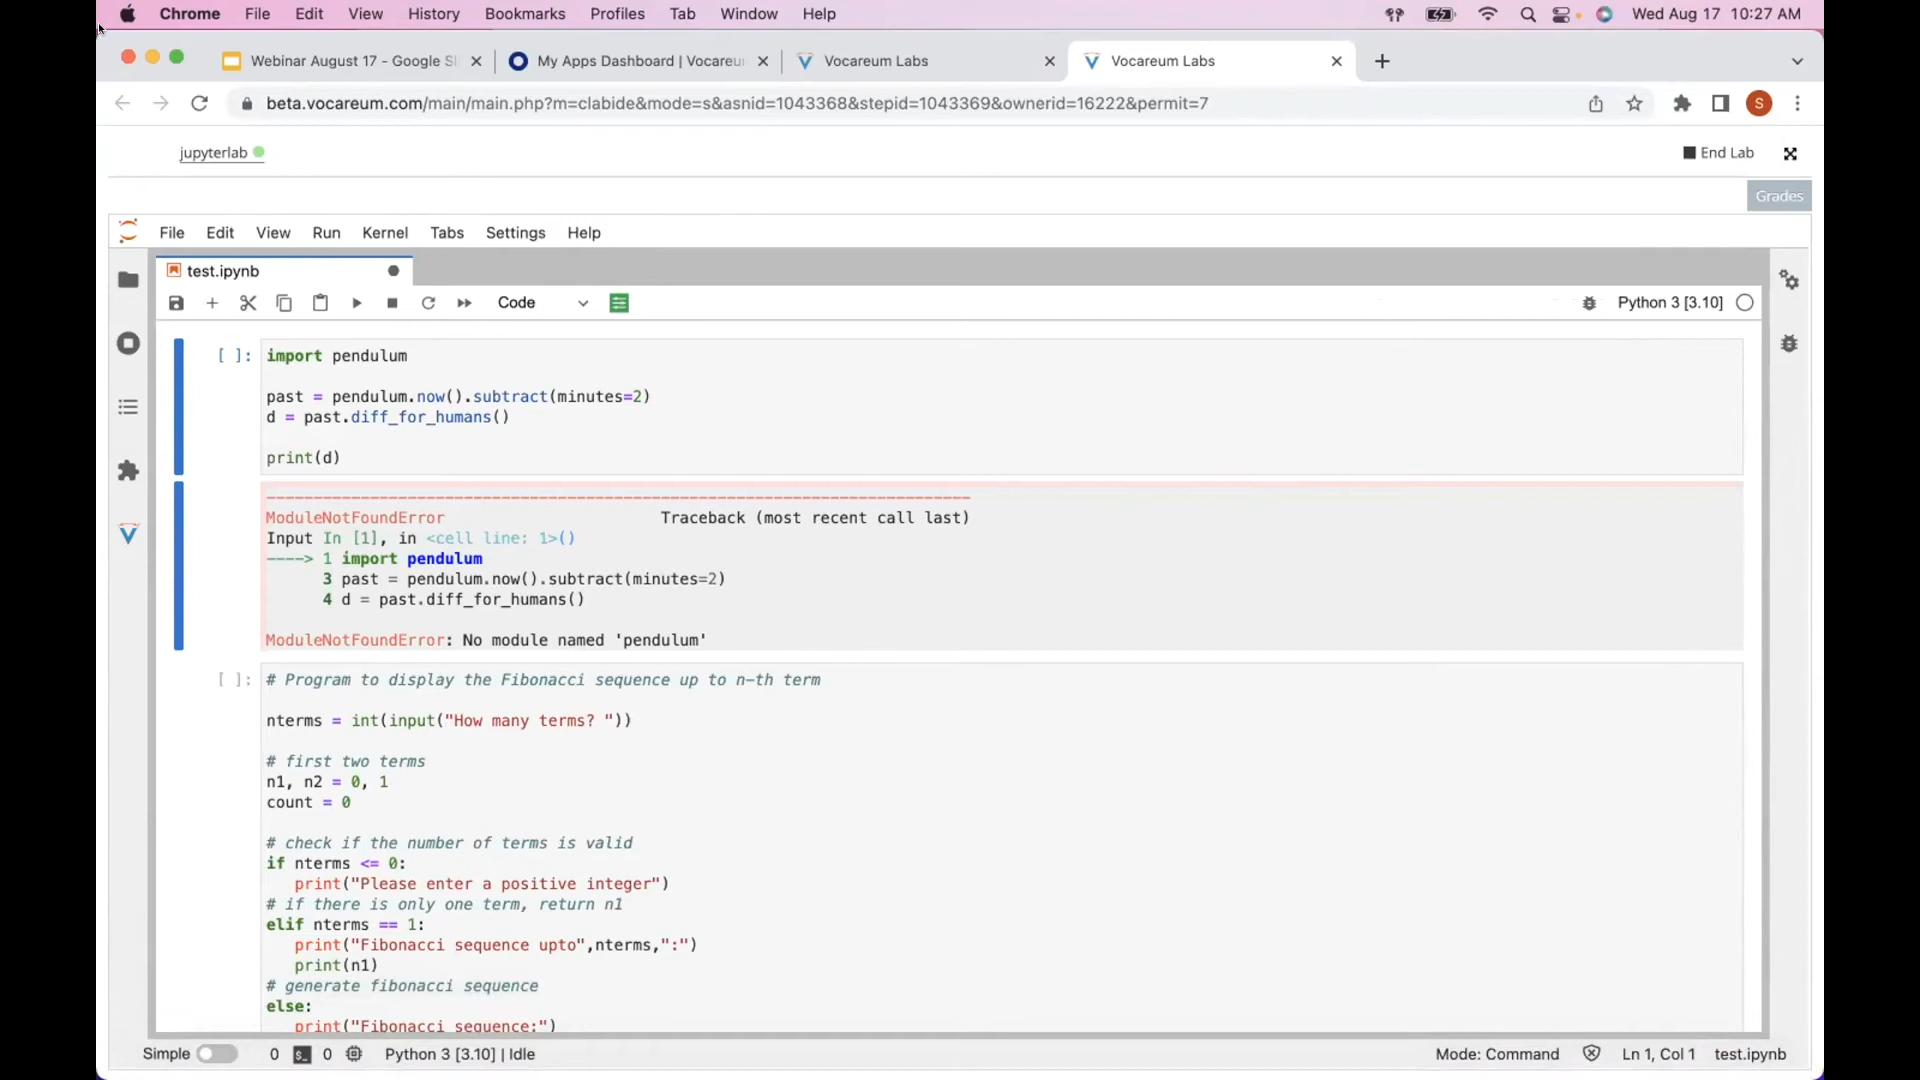 Chrome File Edit View History Bookmarks Profiles Tab Window Help Wed Aug 17 10:27 AM
Webinar August 17 - Google Sl My Apps Dashboard | Vocareu Vocareum Labs Vocareum Labs
beta.vocareum.com/main/main.php?m=clabide&mode=s&asnid=1043368&stepid=1043369&ownerid=16222&permit=7 S
jupyterlab End Lab
Grades
File Edit View Run Kernel Tabs Settings Help
test.ipynb
Code Python 3 [3.10]
[ ]: import pendulum
past = pendulum.now().subtract(minutes=2)
d = past.diff_for_humans()
print(d)
---------------------------------------------------------------------------
ModuleNotFoundError Traceback (most recent call last)
Input In [1], in <cell line: 1>()
----> 1 import pendulum
3 past = pendulum.now().subtract(minutes=2)
4 d = past.diff_for_humans()
ModuleNotFoundError: No module named 'pendulum'
[ ]: # Program to display the Fibonacci sequence up to n-th term
nterms = int(input("How many terms? "))
# first two terms
n1, n2 = 0, 1
count = 0
# check if the number of terms is valid
if nterms <= 0:
print("Please enter a positive integer")
# if there is only one term, return n1
elif nterms == 1:
print("Fibonacci sequence upto",nterms,":")
print(n1)
# generate fibonacci sequence
else:
print("Fibonacci sequence:")
Simple 0 0 Python 3 [3.10] | Idle Mode: Command Ln 1, Col 1 test.ipynb